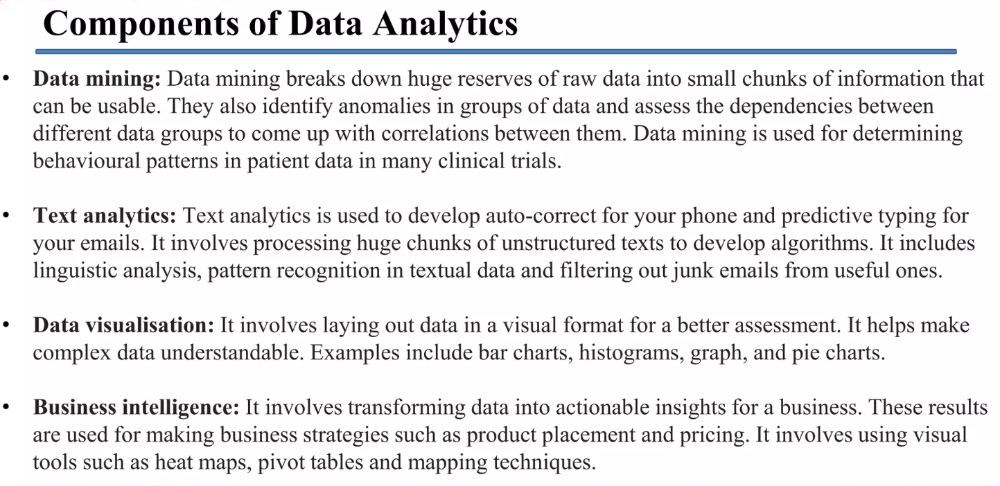 Components of Data Analytics
• Data mining: Data mining breaks down huge reserves of raw data into small chunks of information that
can be usable. They also identify anomalies in groups of data and assess the dependencies between
different data groups to come up with correlations between them. Data mining is used for determining
behavioural patterns in patient data in many clinical trials.
• Text analytics: Text analytics is used to develop auto-correct for your phone and predictive typing for
your emails. It involves processing huge chunks of unstructured texts to develop algorithms. It includes
linguistic analysis, pattern recognition in textual data and filtering out junk emails from useful ones.
• Data visualisation: It involves laying out data in a visual format for a better assessment. It helps make
complex data understandable. Examples include bar charts, histograms, graph, and pie charts.
• Business intelligence: It involves transforming data into actionable insights for a business. These results
are used for making business strategies such as product placement and pricing. It involves using visual
tools such as heat maps, pivot tables and mapping techniques.